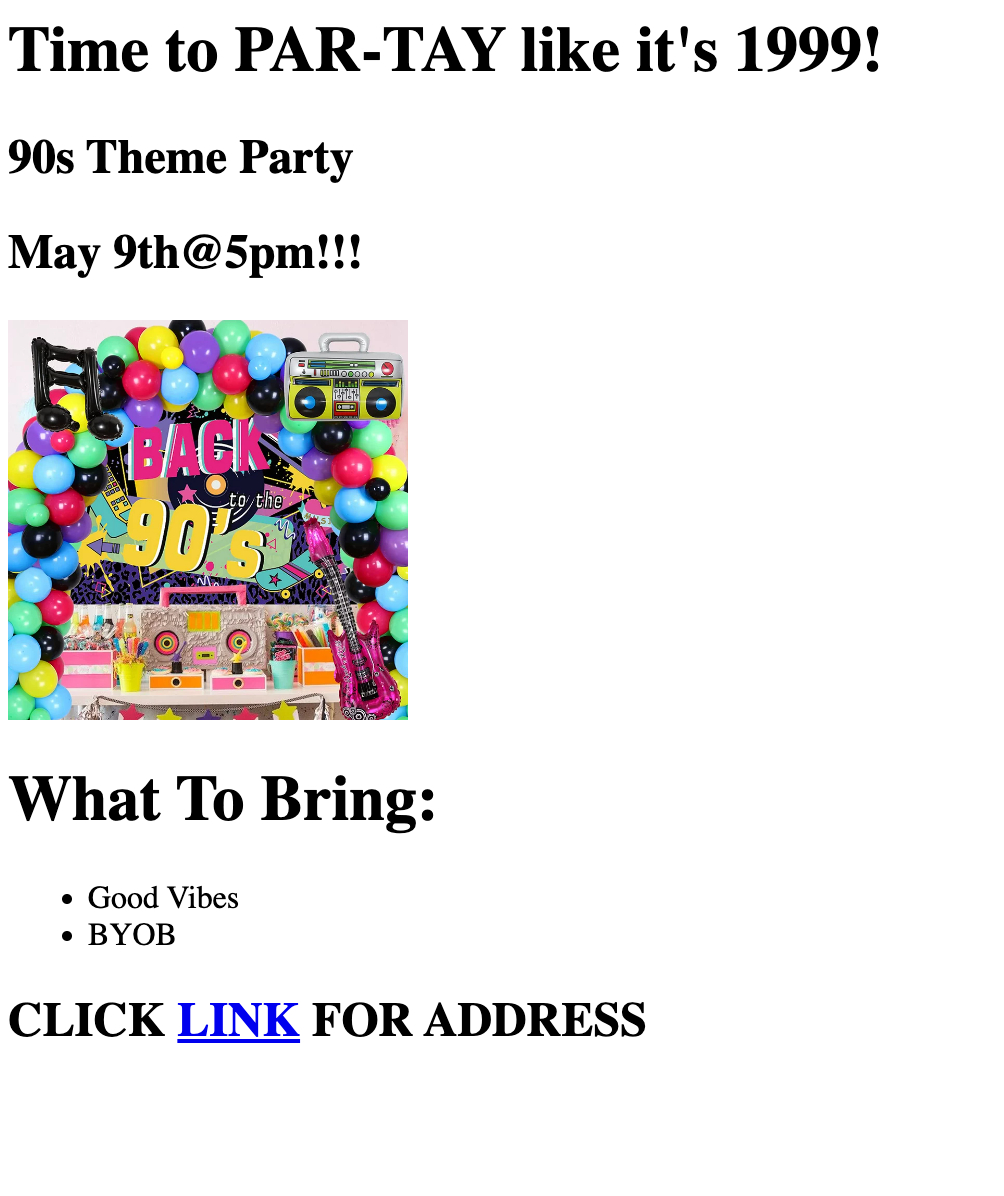 Time to PAR-TAY like it's 1999!
90s Theme Party
May 9th@5pm!!!
BACK
to the
90's
What To Bring:
Good Vibes
BYOB
CLICK LINK FOR ADDRESS